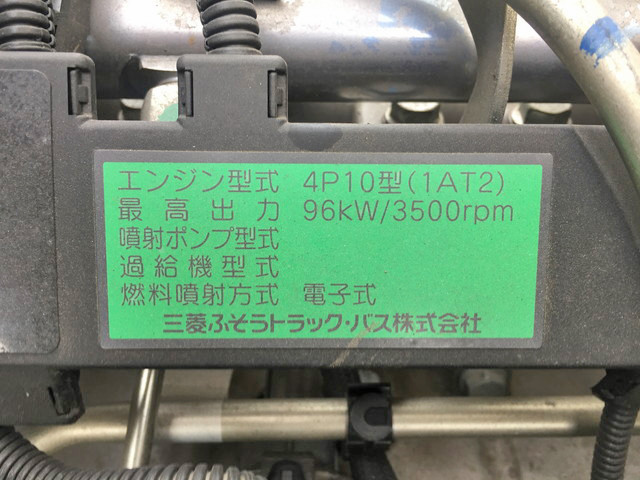 エンジン型式 4P10型(1AT2)
最高出力 96kW/3500rpm
噴射ポンプ型式
過給機型式
燃料噴射方式 電子式
三菱ふそうトラック・バス株式会社